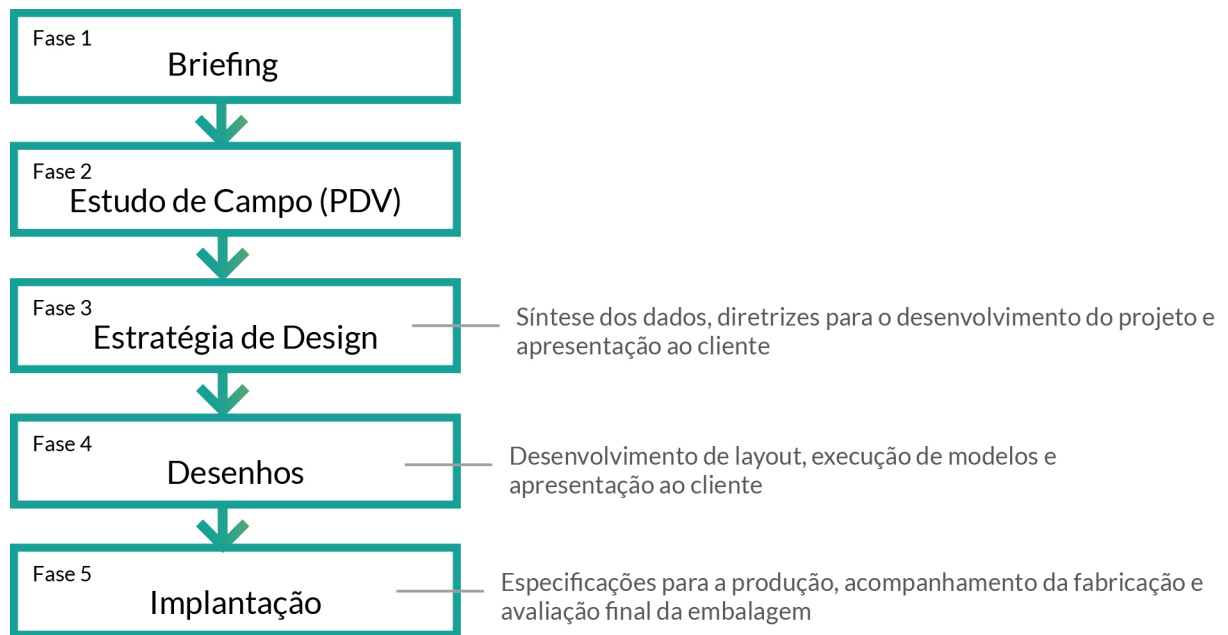 Fase 1
Briefing
Fase 2
Estudo de Campo (PDV)
Fase 3
Estratégia de Design
Síntese dos dados, diretrizes para o desenvolvimento do projeto e
apresentação ao cliente
Fase 4
Desenhos
Desenvolvimento de layout, execução de modelos e
apresentação ao cliente
Fase 5
Implantação
Especificações para a produção, acompanhamento da fabricação e
avaliação final da embalagem